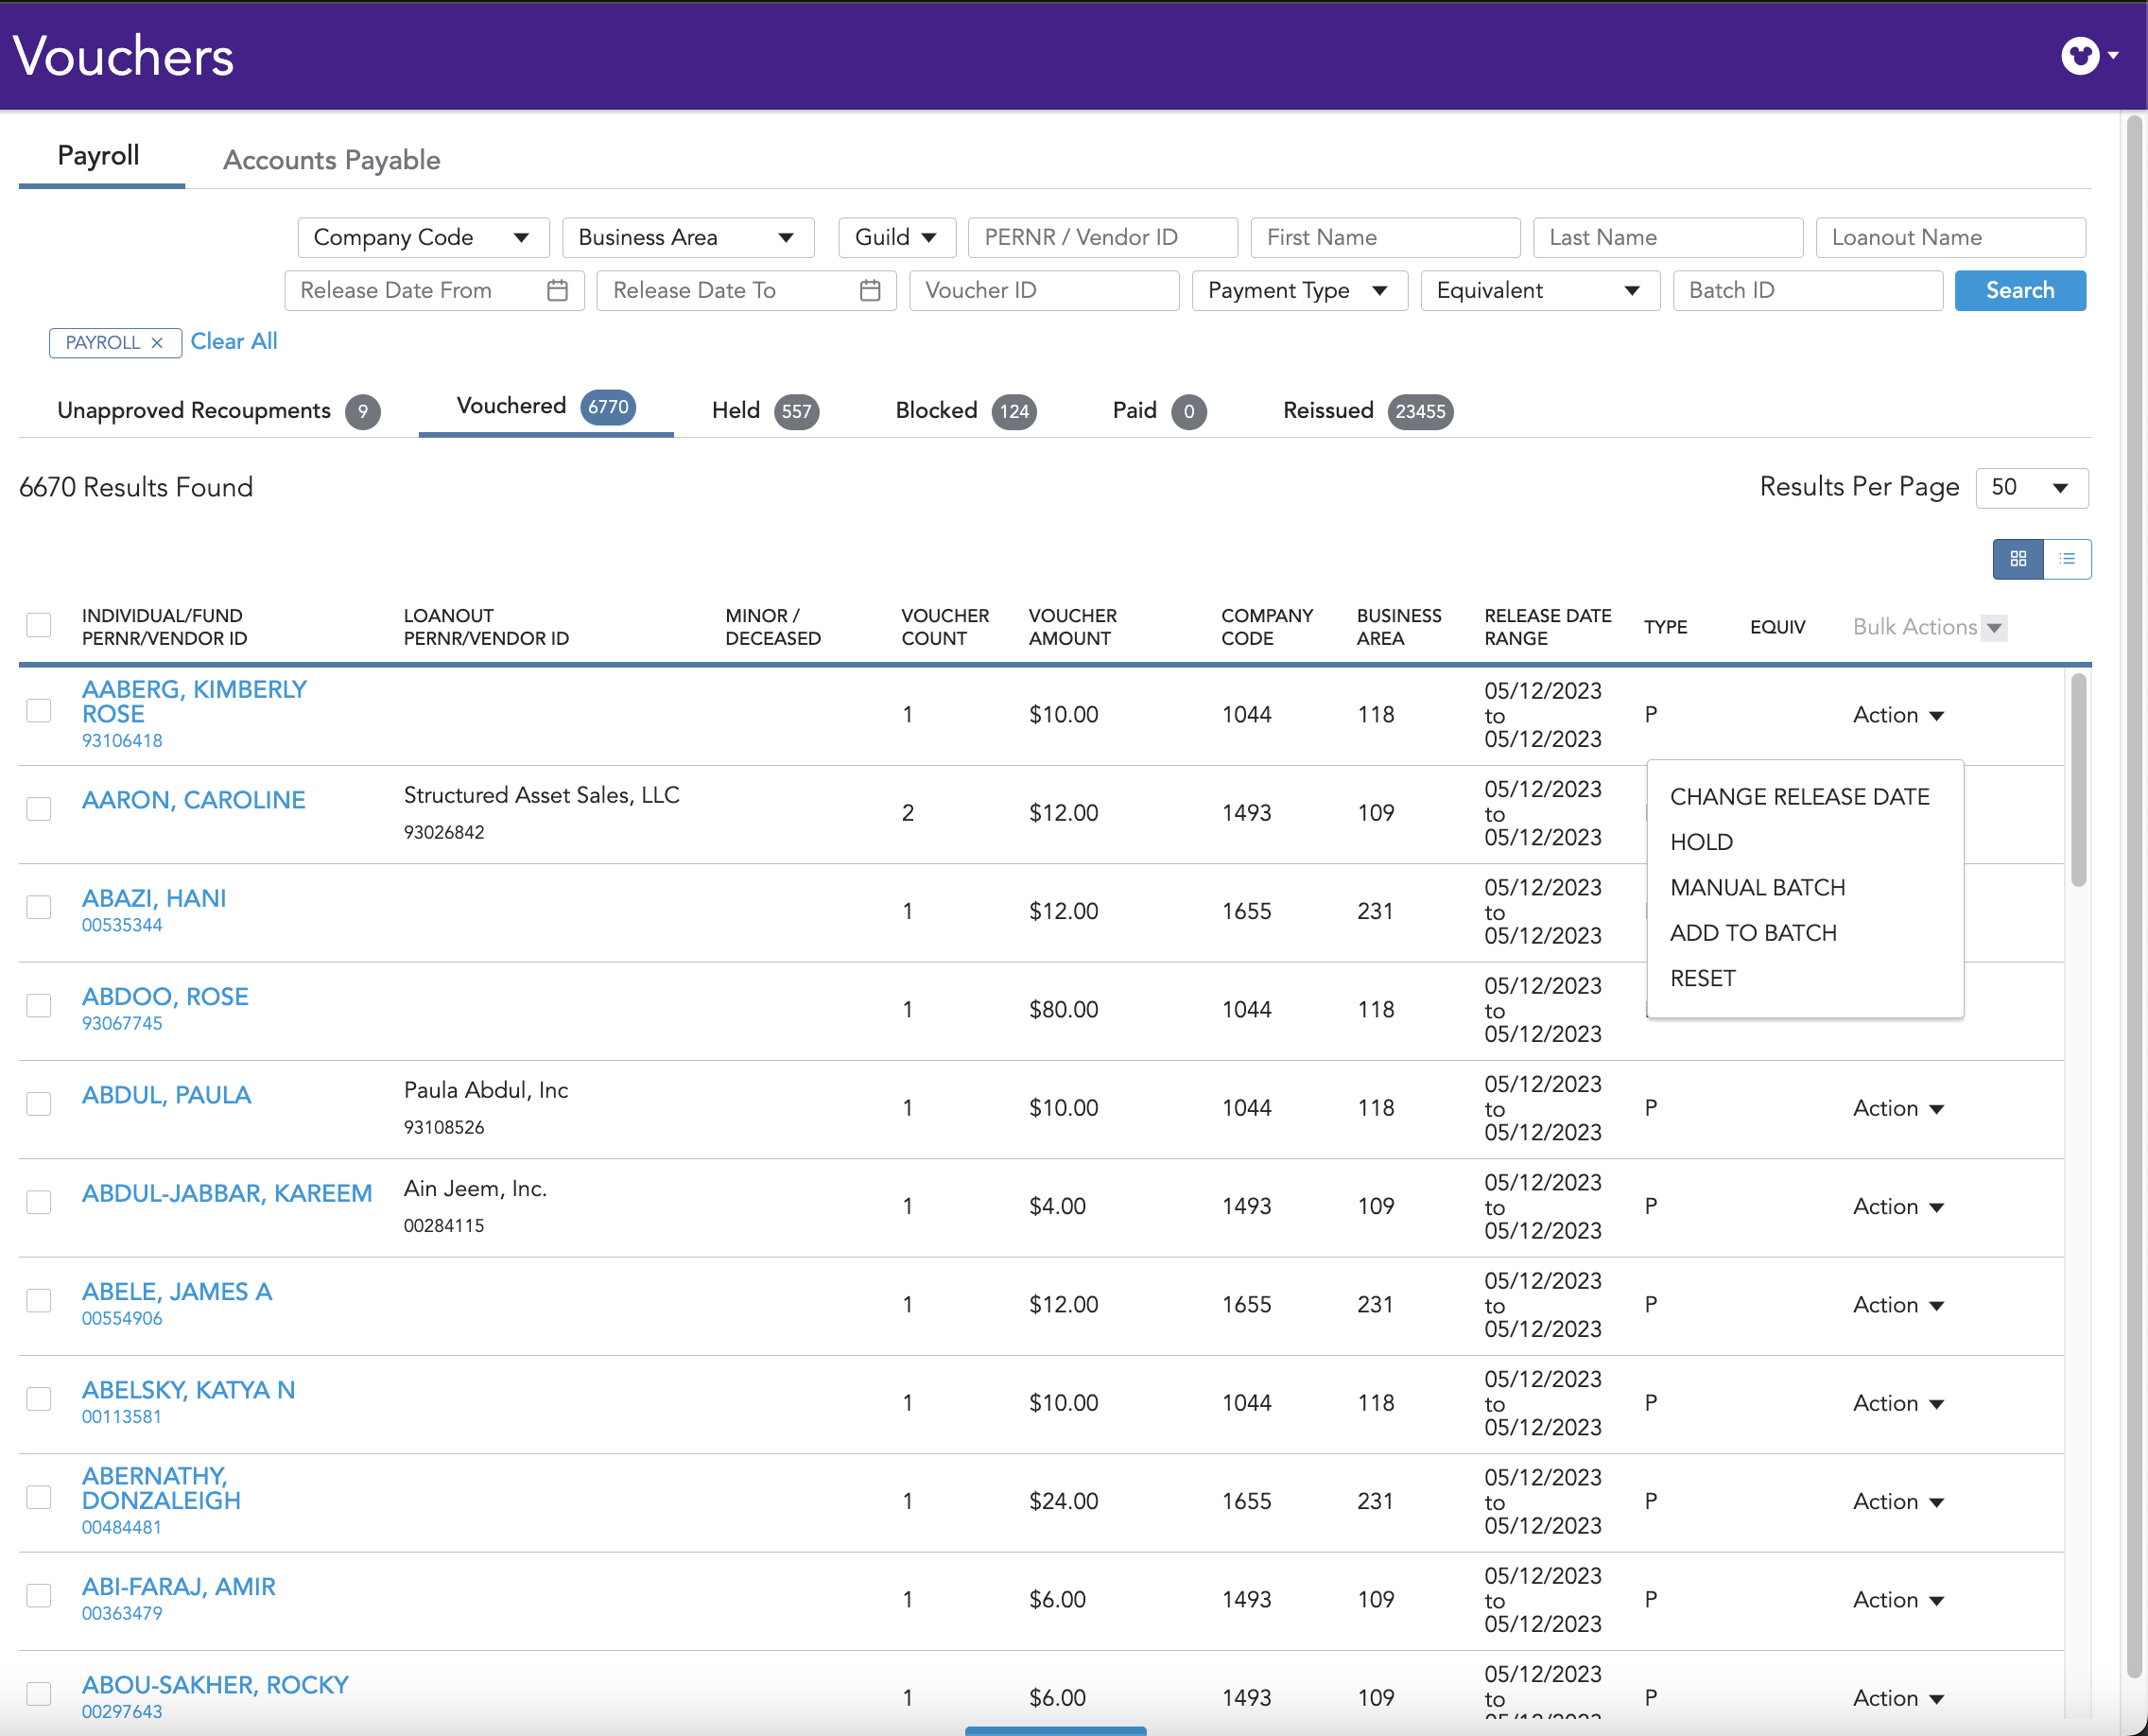 Vouchers
Payroll
Accounts Payable
Company Code
Business Area
Guild
PERNR / Vendor ID
First Name
Last Name
Loanout Name
Release Date From
Release Date To
Voucher ID
Payment Type
Equivalent
Batch ID
Search
PAYROLL ×
Clear All
Unapproved Recoupments 9
Vouchered 6770
Held 557
Blocked 124
Paid 0
Reissued 23455
6670 Results Found
Results Per Page 50
INDIVIDUAL/FUND
PERNR/VENDOR ID
LOANOUT
PERNR/VENDOR ID
MINOR /
DECEASED
VOUCHER
COUNT
VOUCHER
AMOUNT
COMPANY
CODE
BUSINESS
AREA
RELEASE DATE
RANGE
TYPE
EQUIV
Bulk Actions
AABERG, KIMBERLY
ROSE
93106418
1
$10.00
1044
118
05/12/2023
to
05/12/2023
P
Action
CHANGE RELEASE DATE
HOLD
MANUAL BATCH
ADD TO BATCH
RESET
AARON, CAROLINE
Structured Asset Sales, LLC
93026842
2
$12.00
1493
109
05/12/2023
to
05/12/2023
ABAZI, HANI
00535344
1
$12.00
1655
231
05/12/2023
to
05/12/2023
ABDOO, ROSE
93067745
1
$80.00
1044
118
05/12/2023
to
05/12/2023
ABDUL, PAULA
Paula Abdul, Inc
93108526
1
$10.00
1044
118
05/12/2023
to
05/12/2023
P
Action
ABDUL-JABBAR, KAREEM
Ain Jeem, Inc.
00284115
1
$4.00
1493
109
05/12/2023
to
05/12/2023
P
Action
ABELE, JAMES A
00554906
1
$12.00
1655
231
05/12/2023
to
05/12/2023
P
Action
ABELSKY, KATYA N
00113581
1
$10.00
1044
118
05/12/2023
to
05/12/2023
P
Action
ABERNATHY,
DONZALEIGH
00484481
1
$24.00
1655
231
05/12/2023
to
05/12/2023
P
Action
ABI-FARAJ, AMIR
00363479
1
$6.00
1493
109
05/12/2023
to
05/12/2023
P
Action
ABOU-SAKHER, ROCKY
00297643
1
$6.00
1493
109
05/12/2023
to
P
Action